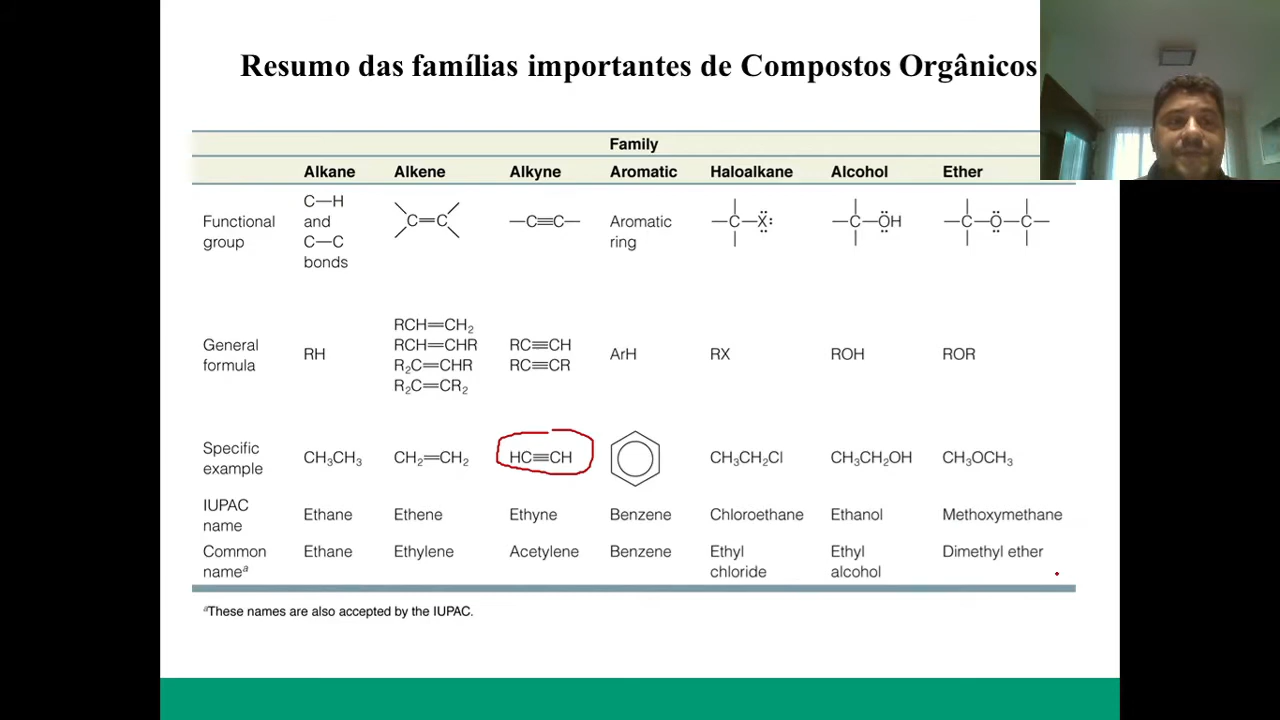 Resumo das famílias importantes de Compostos Orgânicos
Family
Alkane Alkene Alkyne Aromatic Haloalkane Alcohol Ether
Functional group C—H and C—C bonds C=C —C≡C— Aromatic ring —C—Ẍ: —C—ÖH —C—Ö—C—
RCH=CH₂
RCH=CHR
R₂C=CHR
R₂C=CR₂
General formula RH RC≡CH RC≡CR ArH RX ROH ROR
Specific example CH₃CH₃ CH₂=CH₂ HC≡CH CH₃CH₂Cl CH₃CH₂OH CH₃OCH₃
IUPAC name Ethane Ethene Ethyne Benzene Chloroethane Ethanol Methoxymethane
Common nameᵃ Ethane Ethylene Acetylene Benzene Ethyl chloride Ethyl alcohol Dimethyl ether
ᵃThese names are also accepted by the IUPAC.